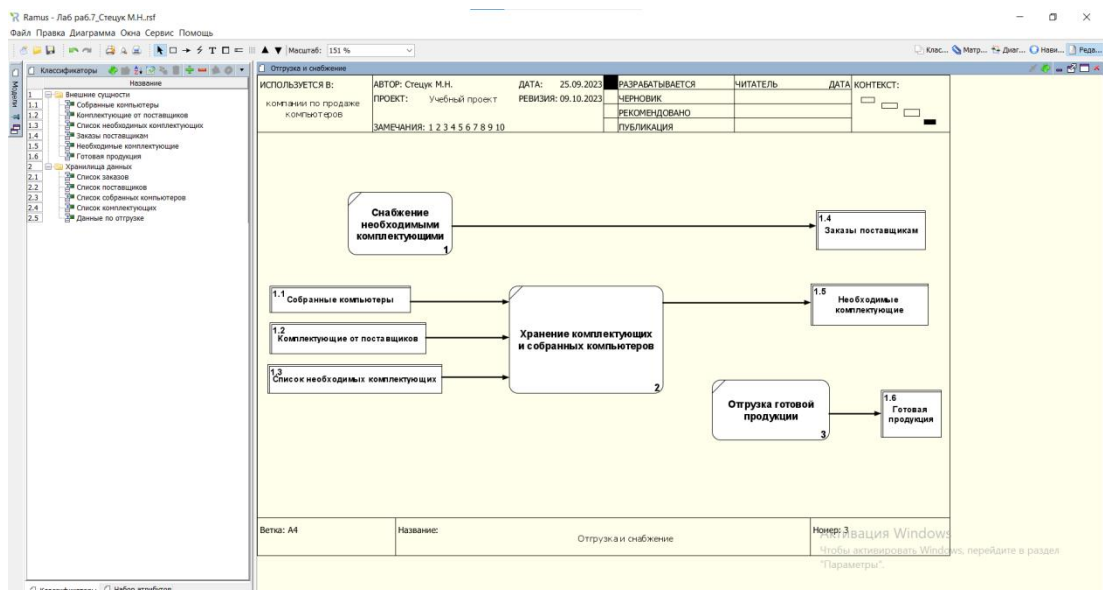 Ramus - Лаб раб.7_Стецук М.Н..rsf
Файл Правка Диаграмма Окна Сервис Помощь
Масштаб: 151 %
Клас... Матр... Диаг... Нави... Реда...
Модели
Классификаторы
Название
1 Внешние сущности
1.1 Собранные компьютеры
1.2 Комплектующие от поставщиков
1.3 Список необходимых комплектующих
1.4 Заказы поставщикам
1.5 Необходимые комплектующие
1.6 Готовая продукция
2 Хранилища данных
2.1 Список заказов
2.2 Список поставщиков
2.3 Список собранных компьютеров
2.4 Список комплектующих
2.5 Данные по отгрузке
Классификаторы Набор атрибутов
Отгрузка и снабжение
ИСПОЛЬЗУЕТСЯ В:
компании по продаже
компьютеров
АВТОР: Стецук М.Н.
ПРОЕКТ: Учебный проект
ЗАМЕЧАНИЯ: 1 2 3 4 5 6 7 8 9 10
ДАТА: 25.09.2023
РЕВИЗИЯ: 09.10.2023
РАЗРАБАТЫВАЕТСЯ
ЧЕРНОВИК
РЕКОМЕНДОВАНО
ПУБЛИКАЦИЯ
ЧИТАТЕЛЬ
ДАТА
КОНТЕКСТ:
Снабжение
необходимыми
комплектующими
1
1.4
Заказы поставщикам
1.1
Собранные компьютеры
1.2
Комплектующие от поставщиков
1.3
Список необходимых комплектующих
Хранение комплектующих
и собранных компьютеров
2
1.5
Необходимые
комплектующие
Отгрузка готовой
продукции
3
1.6
Готовая
продукция
Ветка: A4
Название:
Отгрузка и снабжение
Номер: 3
Активация Windows
Чтобы активировать Windows, перейдите в раздел
"Параметры".